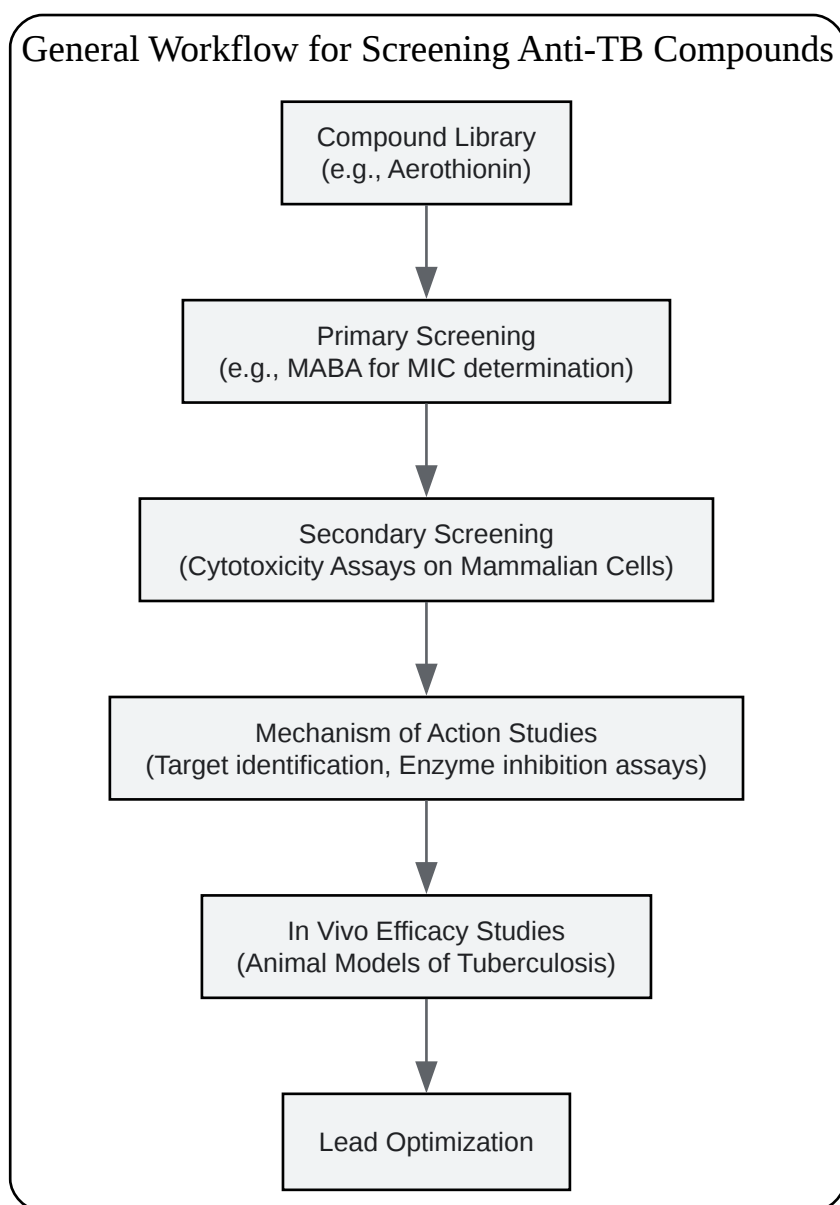 General Workflow for Screening Anti-TB Compounds
Compound Library
(e.g., Aerothionin)
Primary Screening
(e.g., MABA for MIC determination)
Secondary Screening
(Cytotoxicity Assays on Mammalian Cells)
Mechanism of Action Studies
(Target identification, Enzyme inhibition assays)
In Vivo Efficacy Studies
(Animal Models of Tuberculosis)
Lead Optimization